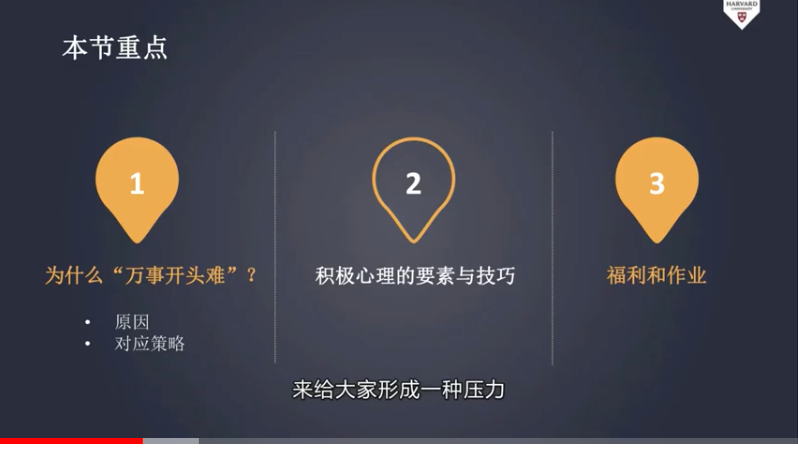 HARVARD
UNIVERSITY
本节重点
1
2
3
为什么“万事开头难”？
积极心理的要素与技巧
福利和作业
• 原因
• 对应策略
来给大家形成一种压力